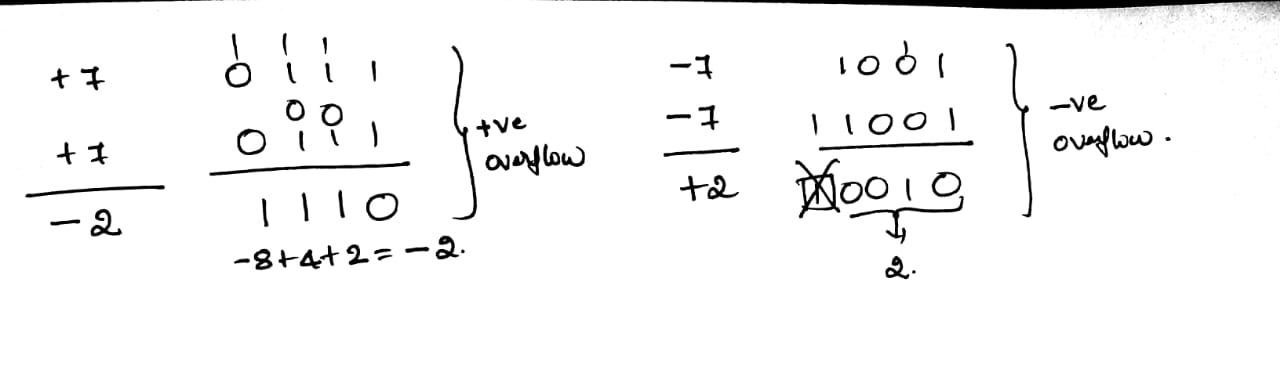 1 1 1
+7 0 1 1 1
0 0
+7 0 1 1 1
-2 1 1 1 0
-8+4+2=-2.
+ve
overflow
1
-7 1 0 0 1
-7 1 1 0 0 1
+2 0 0 1 0
2.
-ve
overflow.